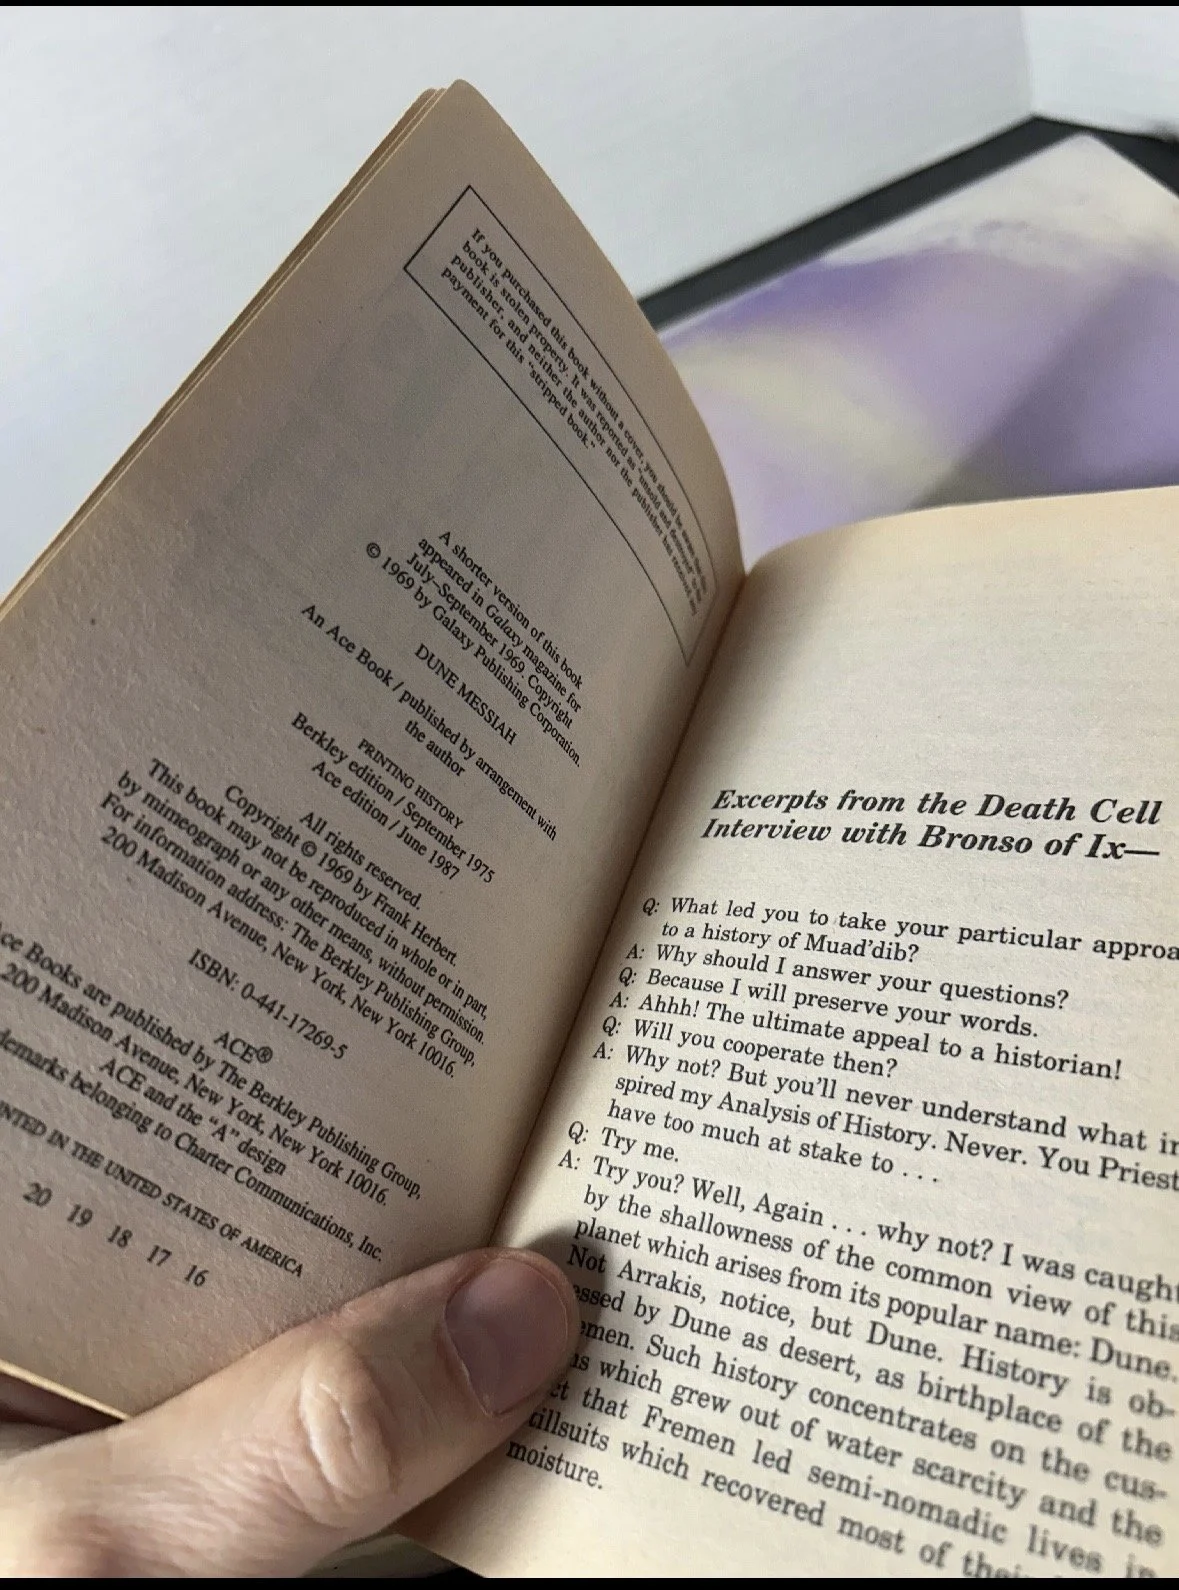 If you purchased this book without a cover, you should be aware that this
book is stolen property. It was reported as "unsold and destroyed" to the
publisher, and neither the author nor the publisher has received any
payment for this "stripped book."
A shorter version of this book
appeared in Galaxy magazine for
July–September 1969. Copyright
© 1969 by Galaxy Publishing Corporation.
DUNE MESSIAH
An Ace Book / published by arrangement with
the author
PRINTING HISTORY
Berkley edition / September 1975
Ace edition / June 1987
All rights reserved.
Copyright © 1969 by Frank Herbert.
This book may not be reproduced in whole or in part,
by mimeograph or any other means, without permission.
For information address: The Berkley Publishing Group,
200 Madison Avenue, New York, New York 10016.
ISBN: 0-441-17269-5
ACE®
ce Books are published by The Berkley Publishing Group,
200 Madison Avenue, New York, New York 10016.
ACE and the "A" design
demarks belonging to Charter Communications, Inc.
INTED IN THE UNITED STATES OF AMERICA
20 19 18 17 16
Excerpts from the Death Cell
Interview with Bronso of Ix—
Q: What led you to take your particular approa
to a history of Muad'dib?
A: Why should I answer your questions?
Q: Because I will preserve your words.
A: Ahhh! The ultimate appeal to a historian!
Q: Will you cooperate then?
A: Why not? But you'll never understand what in
spired my Analysis of History. Never. You Priest
have too much at stake to . . .
Q: Try me.
A: Try you? Well, Again . . . why not? I was caught
by the shallowness of the common view of this
planet which arises from its popular name: Dune.
Not Arrakis, notice, but Dune. History is ob-
essed by Dune as desert, as birthplace of the
emen. Such history concentrates on the cus-
ns which grew out of water scarcity and the
ct that Fremen led semi-nomadic lives in
tillsuits which recovered most of their
moisture.